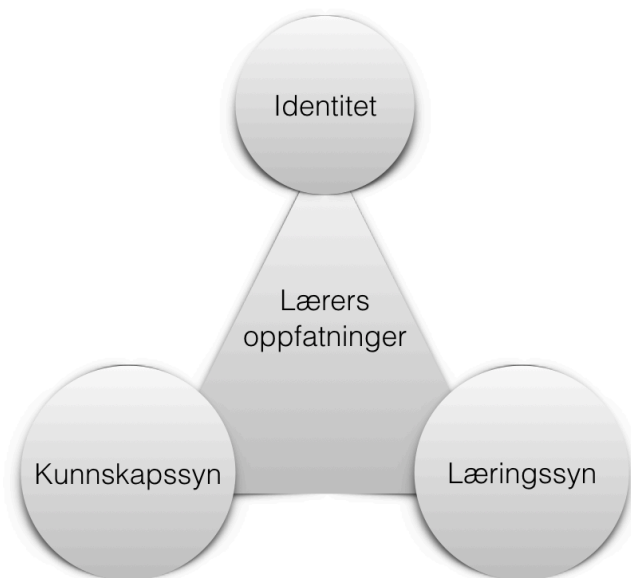 Identitet
Lærers
oppfatninger
Kunnskapssyn
Læringssyn